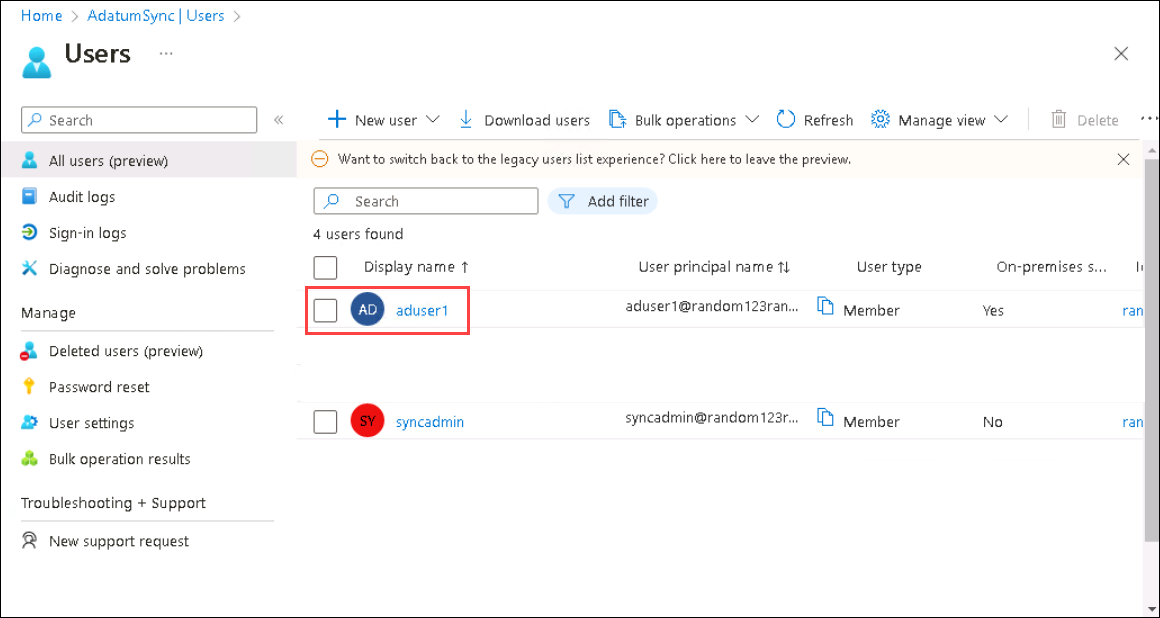 Home > AdatumSync | Users >
Users ...
Search «
+ New user Download users Bulk operations Refresh Manage view Delete ...
All users (preview)
Want to switch back to the legacy users list experience? Click here to leave the preview.
Audit logs
Search Add filter
Sign-in logs
4 users found
Diagnose and solve problems
Display name ↑ User principal name ↑↓ User type On-premises s...
Manage
AD aduser1 aduser1@random123ran... Member Yes ran
Deleted users (preview)
Password reset
User settings
SY syncadmin syncadmin@random123r... Member No ran
Bulk operation results
Troubleshooting + Support
New support request